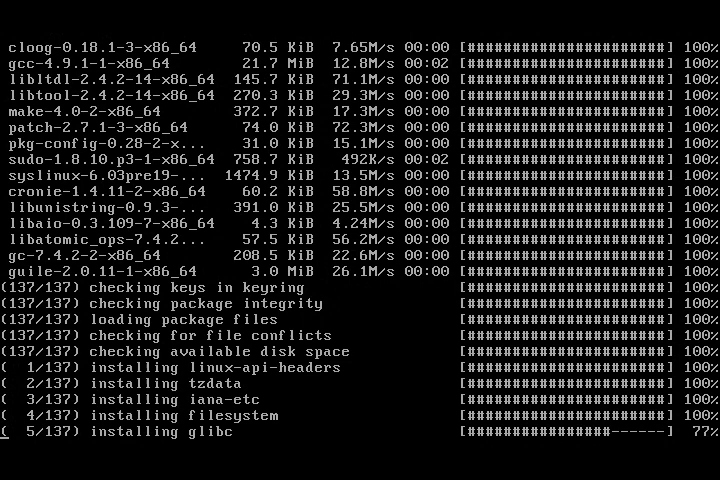 cloog-0.18.1-3-x86_64      70.5 KiB  7.65M/s 00:00 [######################] 100%
gcc-4.9.1-1-x86_64         21.7 MiB  12.8M/s 00:02 [######################] 100%
libltdl-2.4.2-14-x86_64   145.7 KiB  71.1M/s 00:00 [######################] 100%
libtool-2.4.2-14-x86_64   270.3 KiB  29.3M/s 00:00 [######################] 100%
make-4.0-2-x86_64         372.7 KiB  17.3M/s 00:00 [######################] 100%
patch-2.7.1-3-x86_64       74.0 KiB  72.3M/s 00:00 [######################] 100%
pkg-config-0.28-2-x...     31.0 KiB  15.1M/s 00:00 [######################] 100%
sudo-1.8.10.p3-1-x86_64   758.7 KiB   492K/s 00:02 [######################] 100%
syslinux-6.03pre19-...   1474.9 KiB  13.5M/s 00:00 [######################] 100%
cronie-1.4.11-2-x86_64     60.2 KiB  58.8M/s 00:00 [######################] 100%
libunistring-0.9.3-...    391.0 KiB  25.5M/s 00:00 [######################] 100%
libaio-0.3.109-7-x86_64     4.3 KiB  4.24M/s 00:00 [######################] 100%
libatomic_ops-7.4.2...     57.5 KiB  56.2M/s 00:00 [######################] 100%
gc-7.4.2-2-x86_64         208.5 KiB  22.6M/s 00:00 [######################] 100%
guile-2.0.11-1-x86_64       3.0 MiB  26.1M/s 00:00 [######################] 100%
(137/137) checking keys in keyring                 [######################] 100%
(137/137) checking package integrity               [######################] 100%
(137/137) loading package files                    [######################] 100%
(137/137) checking for file conflicts              [######################] 100%
(137/137) checking available disk space            [######################] 100%
(  1/137) installing linux-api-headers             [######################] 100%
(  2/137) installing tzdata                        [######################] 100%
(  3/137) installing iana-etc                      [######################] 100%
(  4/137) installing filesystem                    [######################] 100%
(  5/137) installing glibc                         [################------]  77%